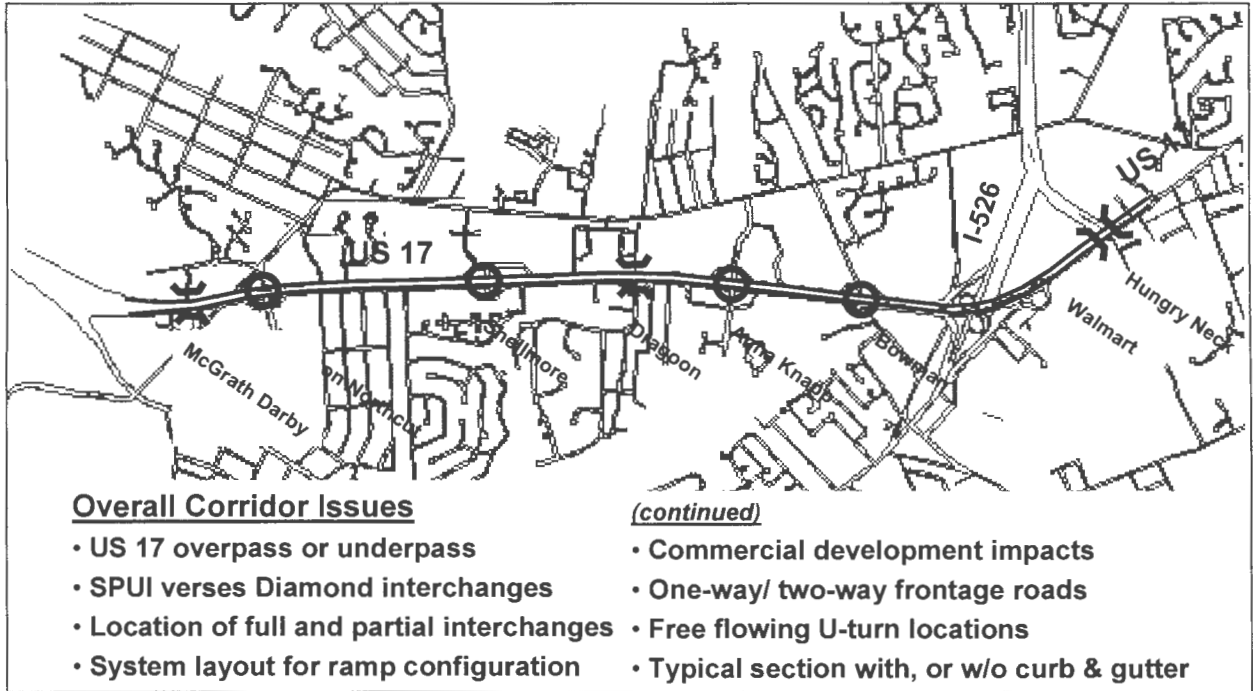 US 17
I-526
US 17
McGrath Darby
on Northcut
Shellmore
Dragoon
Anna Knapp
Bowman
Walmart
Hungry Neck
Overall Corridor Issues
• US 17 overpass or underpass
• SPUI verses Diamond interchanges
• Location of full and partial interchanges
• System layout for ramp configuration
(continued)
• Commercial development impacts
• One-way/ two-way frontage roads
• Free flowing U-turn locations
• Typical section with, or w/o curb & gutter